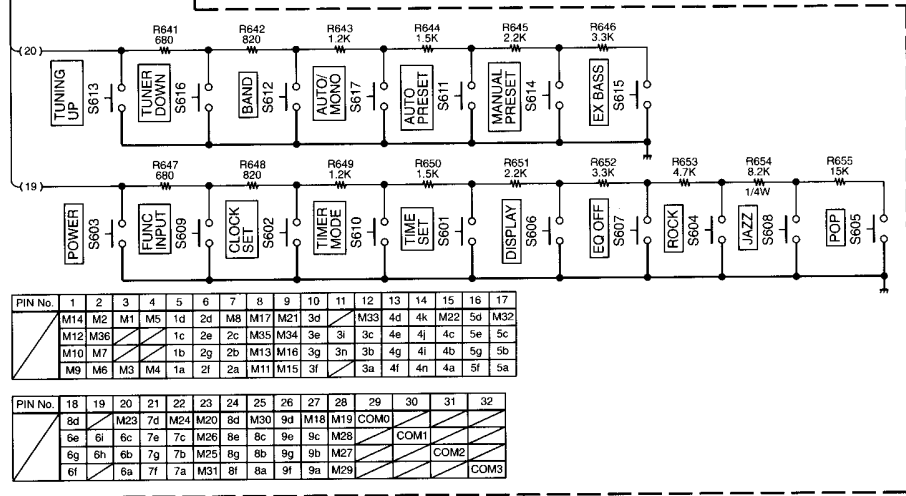 R641 R642 R643 R644 R645 R646
680 820 1.2K 1.5K 2.2K 3.3K
(20)
TUNING UP S613
TUNER DOWN S616
BAND S612
AUTO/ MONO S617
AUTO PRESET S611
MANUAL PRESET S614
EX BASS S615
R647 R648 R649 R650 R651 R652 R653 R654 R655
680 820 1.2K 1.5K 2.2K 3.3K 4.7K 8.2K 15K
1/4W
(19)
POWER S603
FUNC INPUT S609
CLOCK SET S602
TIMER MODE S610
TIME SET S601
DISPLAY S606
EQ OFF S607
ROCK S604
JAZZ S608
POP S605
PIN No. 1 2 3 4 5 6 7 8 9 10 11 12 13 14 15 16 17
M14 M2 M1 M5 1d 2d M8 M17 M21 3d M33 4d 4k M22 5d M32
M12 M36 1c 2e 2c M35 M34 3e 3i 3c 4e 4j 4c 5e 5c
M10 M7 1b 2g 2b M13 M16 3g 3n 3b 4g 4i 4b 5g 5b
M9 M6 M3 M4 1a 2f 2a M11 M15 3f 3a 4f 4n 4a 5f 5a
PIN No. 18 19 20 21 22 23 24 25 26 27 28 29 30 31 32
8d M23 7d M24 M20 8d M30 9d M18 M19 COM0
6e 6i 6c 7e 7c M26 8e 8c 9e 9c M28 COM1
6g 6h 6b 7g 7b M25 8g 8b 9g 9b M27 COM2
6f 6a 7f 7a M31 8f 8a 9f 9a M29 COM3